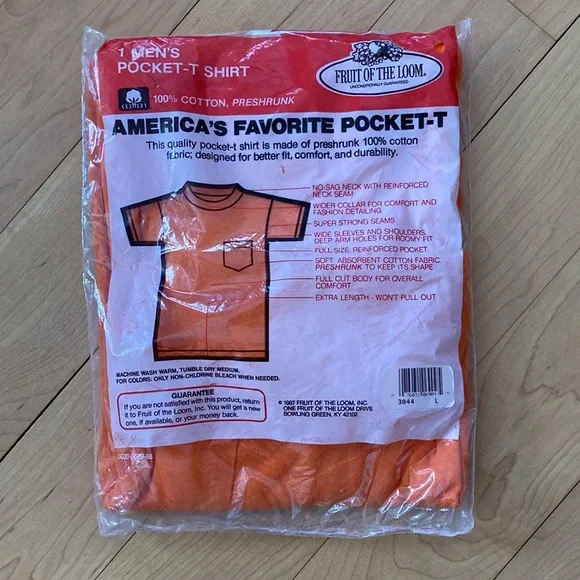 1 MEN'S
POCKET-T SHIRT
FRUIT OF THE LOOM.
UNCONDITIONALLY GUARANTEED
COTTON
100% COTTON, PRESHRUNK
AMERICA'S FAVORITE POCKET-T
This quality pocket-t shirt is made of preshrunk 100% cotton
fabric; designed for better fit, comfort, and durability.
NO-SAG NECK WITH REINFORCED
NECK SEAM
WIDER COLLAR FOR COMFORT AND
FASHION DETAILING
SUPER STRONG SEAMS
WIDE SLEEVES AND SHOULDERS,
DEEP ARM HOLES FOR ROOMY FIT
FULL-SIZE, REINFORCED POCKET
SOFT, ABSORBENT COTTON FABRIC,
PRESHRUNK TO KEEP ITS SHAPE
FULL CUT BODY FOR OVERALL
COMFORT
EXTRA LENGTH - WON'T PULL OUT
MACHINE WASH WARM, TUMBLE DRY MEDIUM.
FOR COLORS: ONLY NON-CHLORINE BLEACH WHEN NEEDED.
GUARANTEE
If you are not satisfied with this product, return
it to Fruit of the Loom, Inc. You will get a new
one, if available, or your money back.
© 1987 FRUIT OF THE LOOM, INC.
ONE FRUIT OF THE LOOM DRIVE
BOWLING GREEN, KY 42102
3044 L